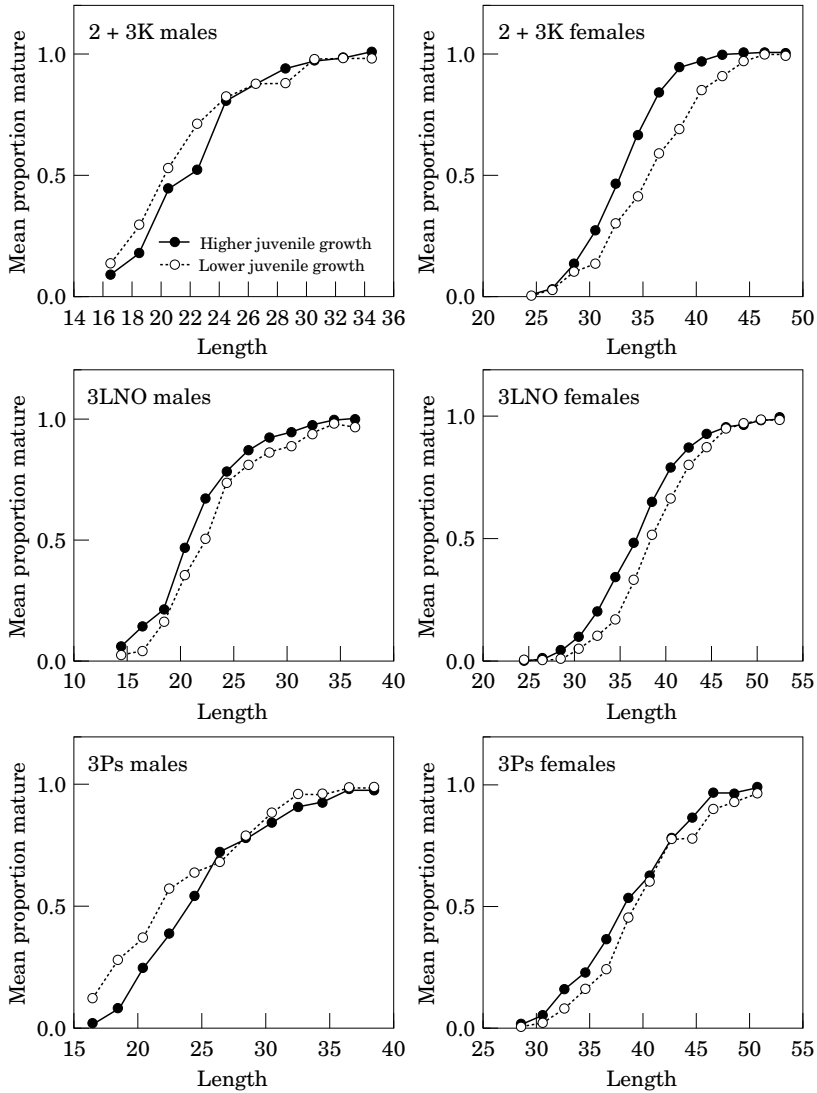 2 + 3K males
Mean proportion mature
1.0
0.5
0.0
Higher juvenile growth
Lower juvenile growth
14 16 18 20 22 24 26 28 30 32 34 36
Length
2 + 3K females
Mean proportion mature
1.0
0.5
0.0
20 25 30 35 40 45 50
Length
3LNO males
Mean proportion mature
1.0
0.5
0.0
10 15 20 25 30 35 40
Length
3LNO females
Mean proportion mature
1.0
0.5
0.0
20 25 30 35 40 45 50 55
Length
3Ps males
Mean proportion mature
1.0
0.5
0.0
15 20 25 30 35 40
Length
3Ps females
Mean proportion mature
1.0
0.5
0.0
25 30 35 40 45 50 55
Length